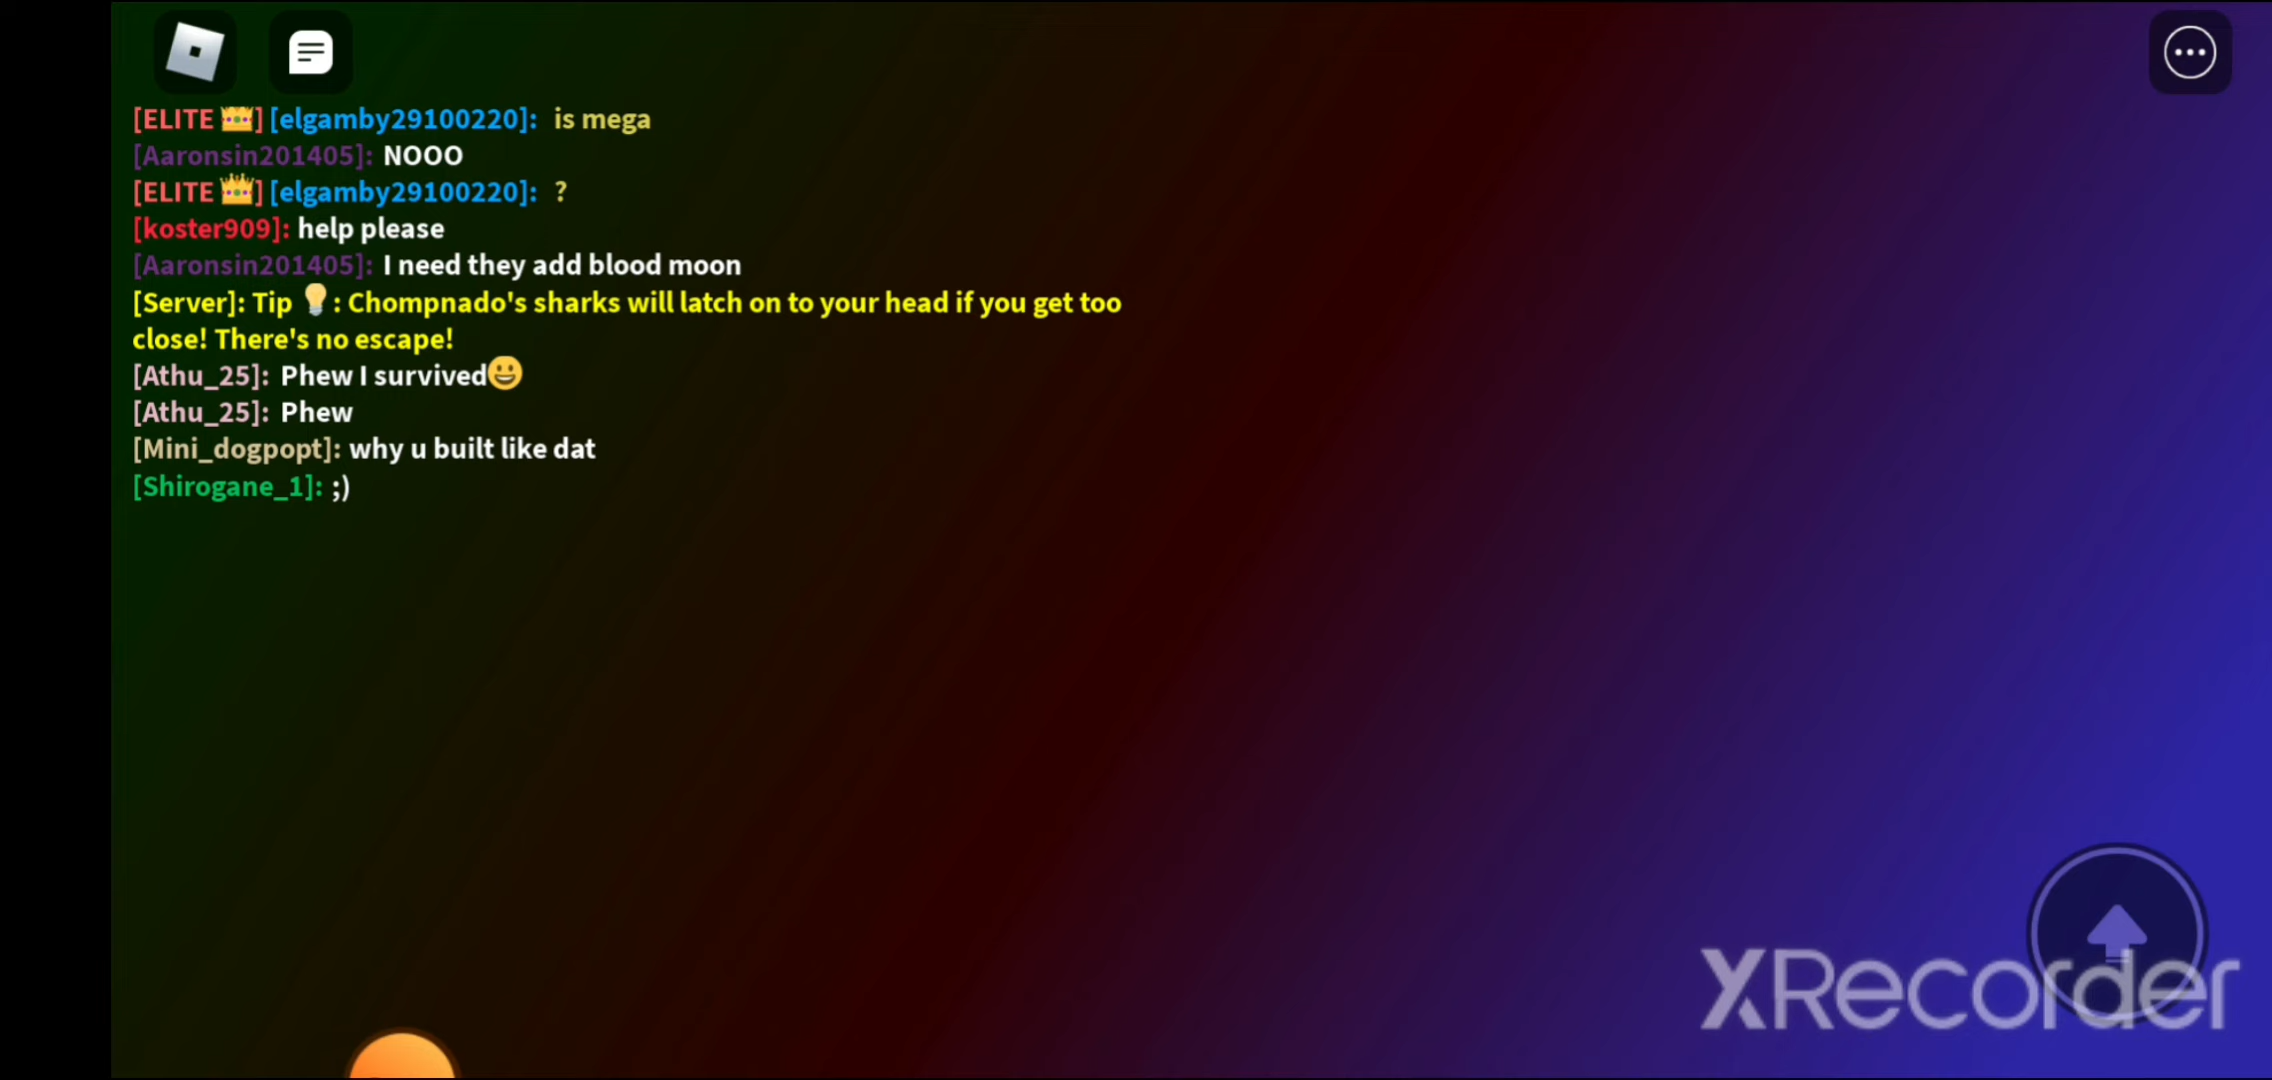 [ELITE 👑] [elgamby29100220]: is mega
[Aaronsin201405]: NOOO
[ELITE 👑] [elgamby29100220]: ?
[koster909]: help please
[Aaronsin201405]: I need they add blood moon
[Server]: Tip 💡: Chompnado's sharks will latch on to your head if you get too
close! There's no escape!
[Athu_25]: Phew I survived😃
[Athu_25]: Phew
[Mini_dogpopt]: why u built like dat
[Shirogane_1]: ;)
XRecorder